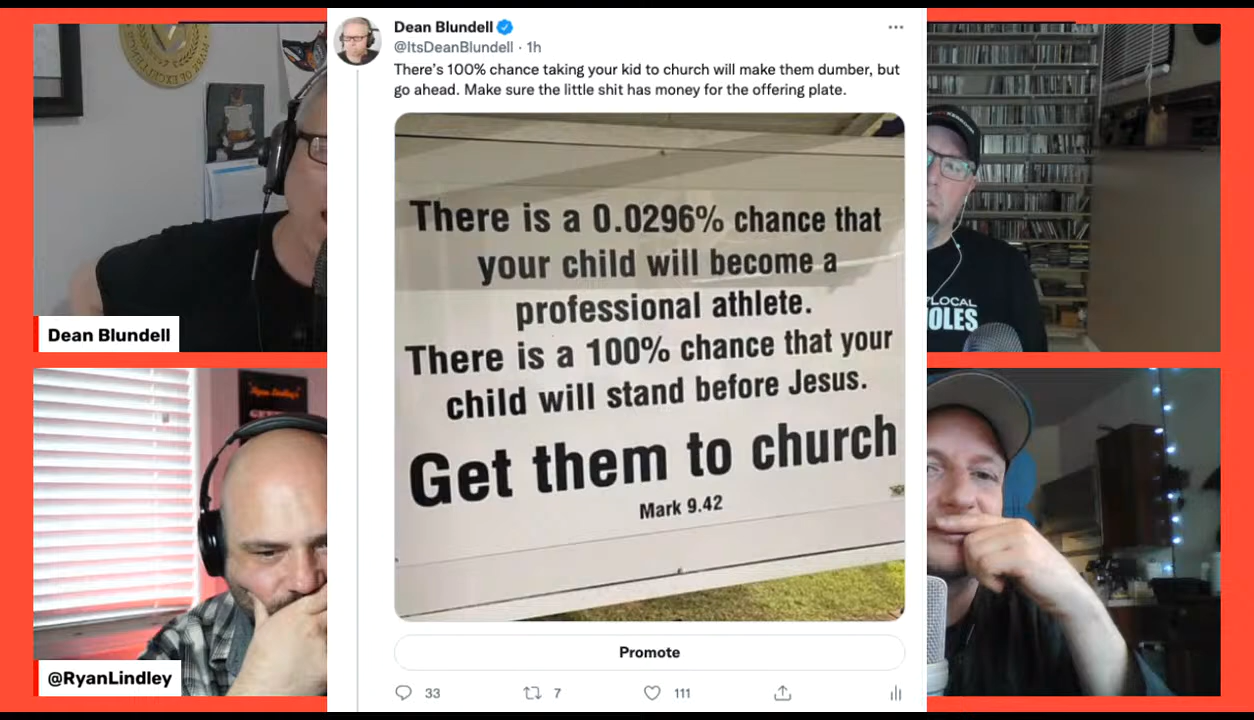 Dean Blundell
@ItsDeanBlundell · 1h
There's 100% chance taking your kid to church will make them dumber, but
go ahead. Make sure the little shit has money for the offering plate.
There is a 0.0296% chance that
your child will become a
professional athlete.
There is a 100% chance that your
child will stand before Jesus.
Get them to church
Mark 9.42
Promote
33
7
111
Dean Blundell
LOCAL
OLES
@RyanLindley